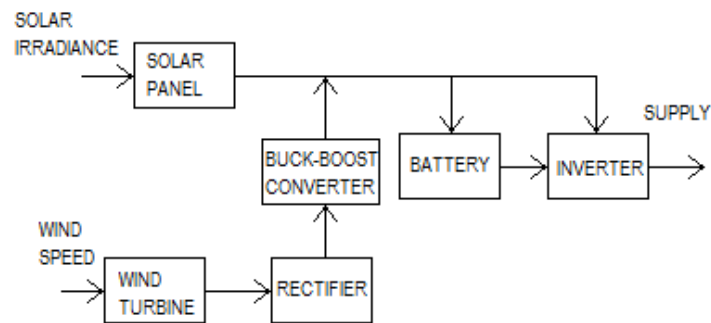 SOLAR
IRRADIANCE
SOLAR
PANEL
SUPPLY
BUCK-BOOST
CONVERTER
BATTERY
INVERTER
WIND
SPEED
WIND
TURBINE
RECTIFIER